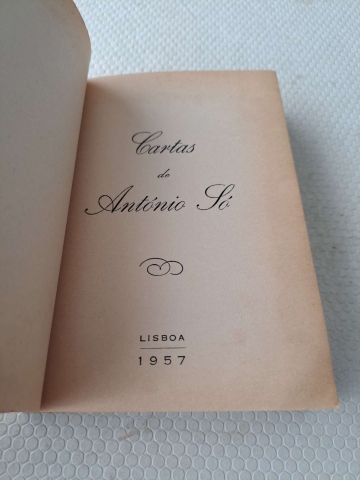 Cartas
de
António Só
LISBOA
1957